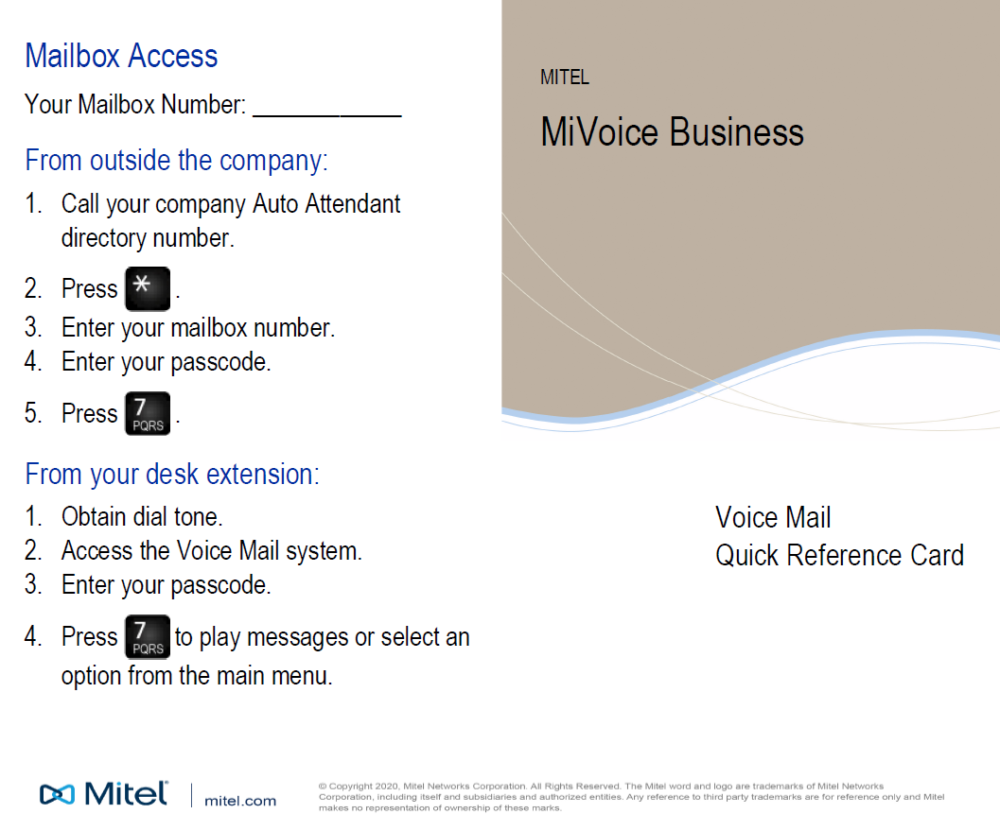 Mailbox Access
Your Mailbox Number: ___________
From outside the company:
1. Call your company Auto Attendant
directory number.
2. Press * .
3. Enter your mailbox number.
4. Enter your passcode.
5. Press 7 PQRS .
From your desk extension:
1. Obtain dial tone.
2. Access the Voice Mail system.
3. Enter your passcode.
4. Press 7 PQRS to play messages or select an
option from the main menu.
MITEL
MiVoice Business
Voice Mail
Quick Reference Card
Mitel® | mitel.com
© Copyright 2020, Mitel Networks Corporation. All Rights Reserved. The Mitel word and logo are trademarks of Mitel Networks
Corporation, including itself and subsidiaries and authorized entities. Any reference to third party trademarks are for reference only and Mitel
makes no representation of ownership of these marks.